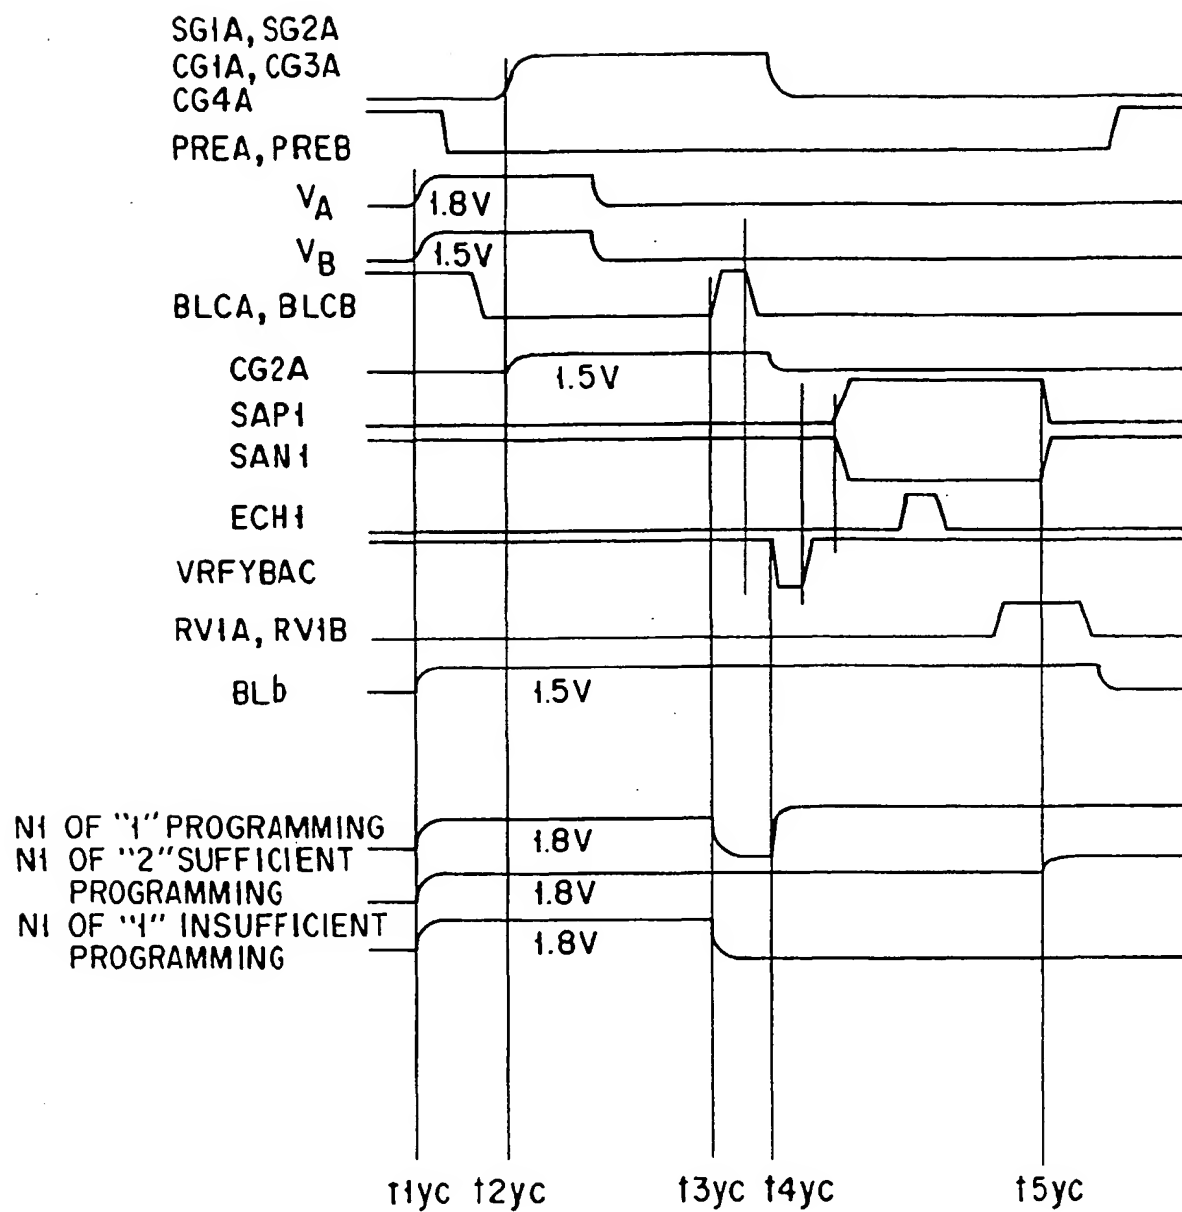 SG1A, SG2A
CG1A, CG3A
CG4A
PREA, PREB
VA
1.8V
VB
1.5V
BLCA, BLCB
CG2A
1.5V
SAP1
SAN1
ECH1
VRFYBAC
RV1A, RV1B
BLb
1.5V
N1 OF "1" PROGRAMMING
1.8V
N1 OF "2" SUFFICIENT
PROGRAMMING
1.8V
N1 OF "1" INSUFFICIENT
PROGRAMMING
1.8V
t1yc t2yc t3yc t4yc t5yc